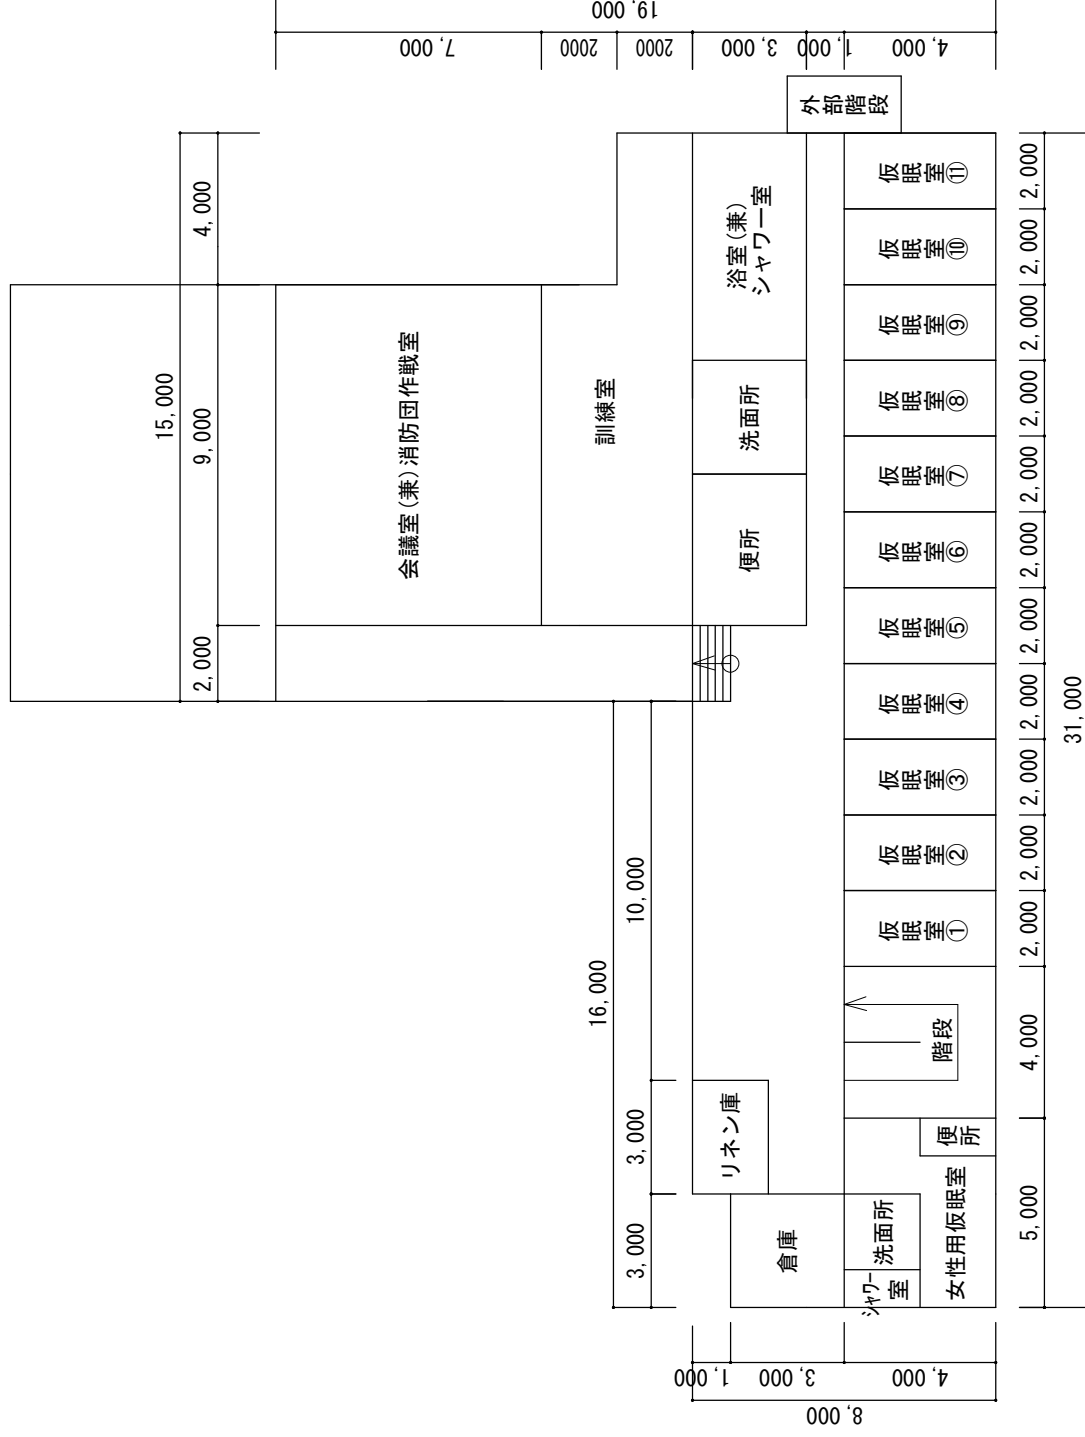 19,000
7,000
2000
2000
3,000
1,000
4,000
15,000
2,000
9,000
4,000
会議室(兼)消防団作戦室
訓練室
浴室(兼)
シャワー室
洗面所
便所
外部階段
16,000
3,000
3,000
10,000
リネン庫
倉庫
シャワー室
洗面所
女性用仮眠室
便所
階段
仮眠室①
仮眠室②
仮眠室③
仮眠室④
仮眠室⑤
仮眠室⑥
仮眠室⑦
仮眠室⑧
仮眠室⑨
仮眠室⑩
仮眠室⑪
5,000
4,000
2,000
2,000
2,000
2,000
2,000
2,000
2,000
2,000
2,000
2,000
2,000
31,000
1,000
3,000
4,000
8,000